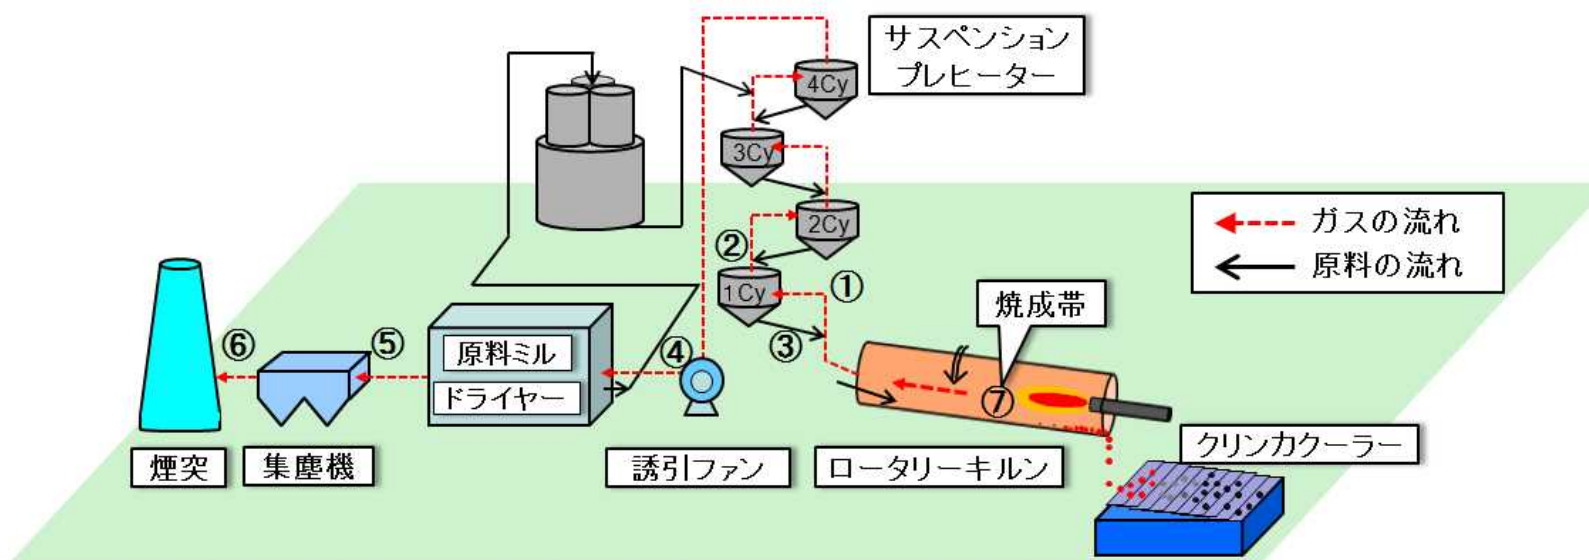 サスペンション
プレヒーター
4Cy
3Cy
2Cy
②
1Cy
①
③
ガスの流れ
原料の流れ
焼成帯
⑥
⑤
④
原料ミル
ドライヤー
⑦
煙突
集塵機
誘引ファン
ロータリーキルン
クリンカクーラー